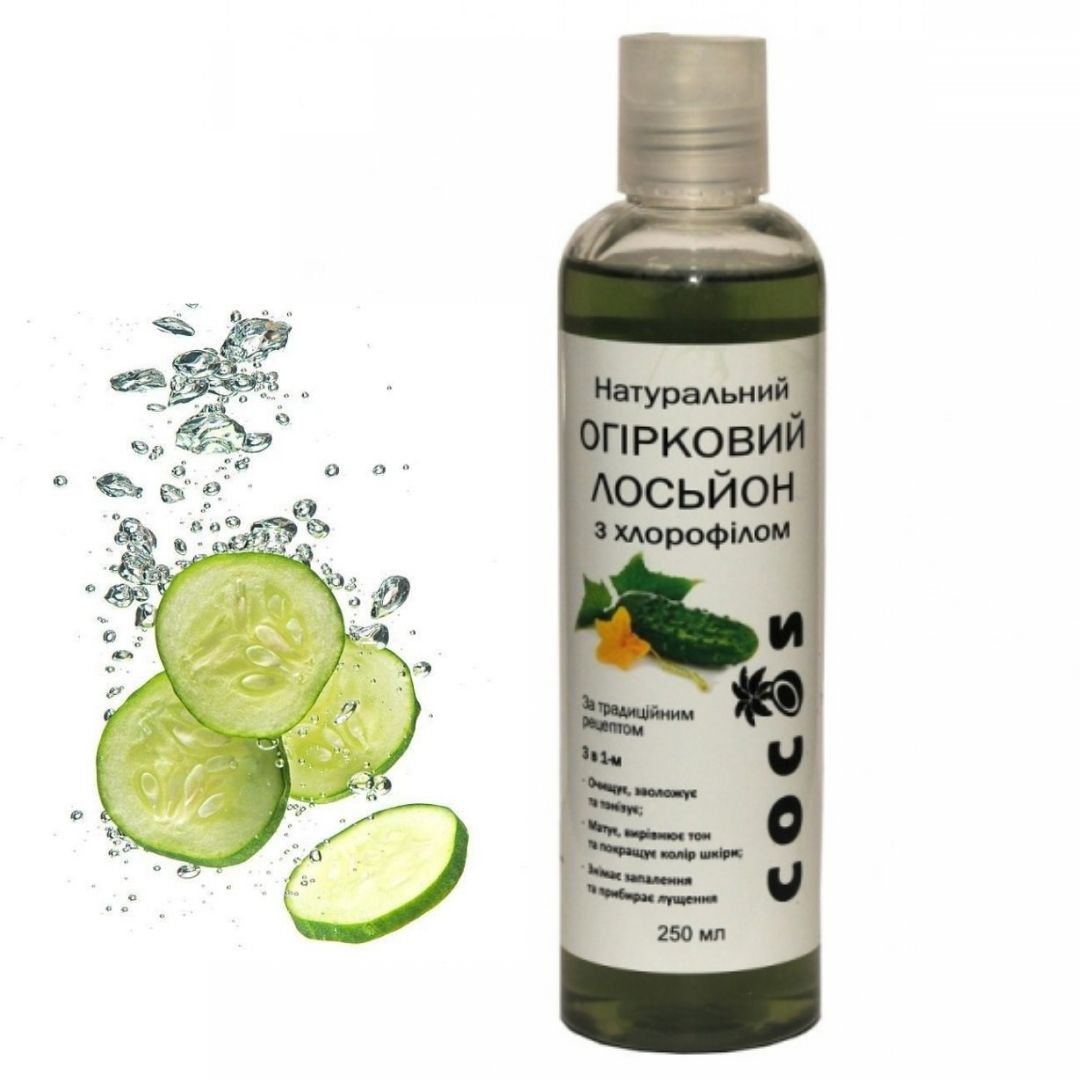 Натуральний
ОГІРКОВИЙ
ЛОСЬЙОН
з хлорофілом
За традиційним
рецептом
3 в 1-м
· Очищує, зволожує
та тонізує;
· Матує, вирівнює тон
та покращує колір шкіри;
· Знімає запалення
та прибирає лущення
250 мл
cocos